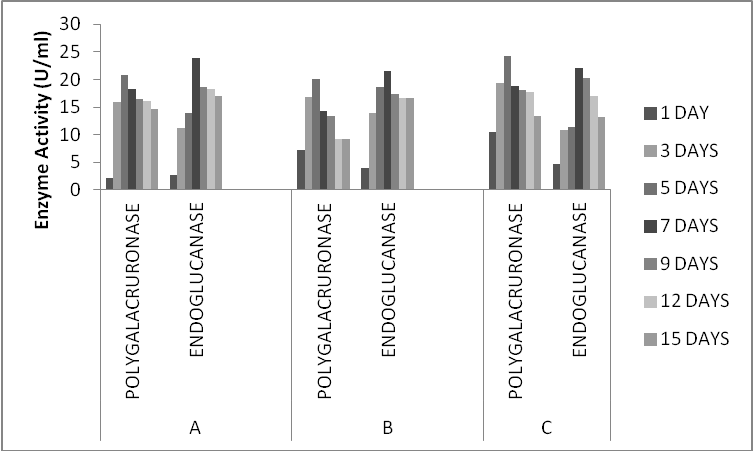 Enzyme Activity (U/ml)
30
25
20
15
10
5
0
POLYGALACRURONASE
ENDOGLUCANASE
POLYGALACRURONASE
ENDOGLUCANASE
POLYGALACRURONASE
ENDOGLUCANASE
A
B
C
1 DAY
3 DAYS
5 DAYS
7 DAYS
9 DAYS
12 DAYS
15 DAYS